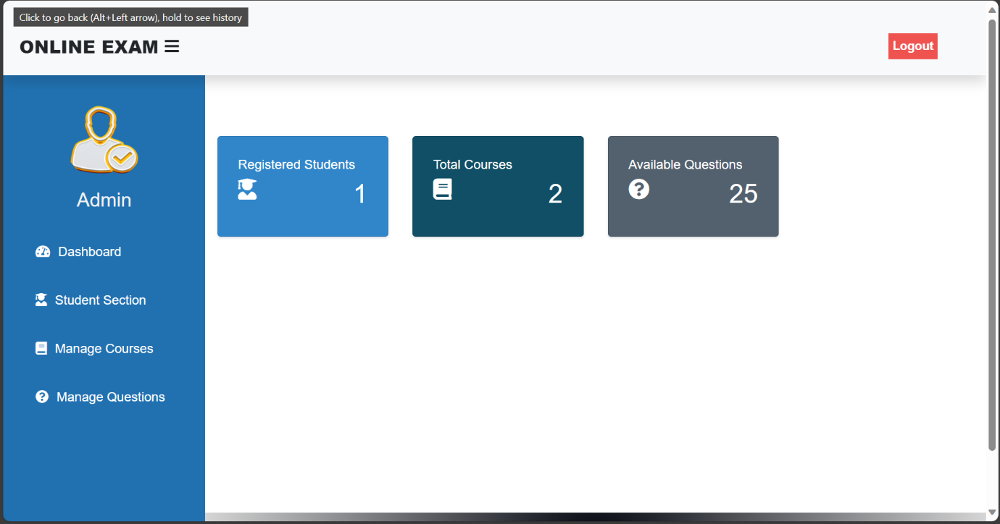 Click to go back (Alt+Left arrow), hold to see history
ONLINE EXAM
Logout
Admin
Dashboard
Student Section
Manage Courses
Manage Questions
Registered Students
1
Total Courses
2
Available Questions
25